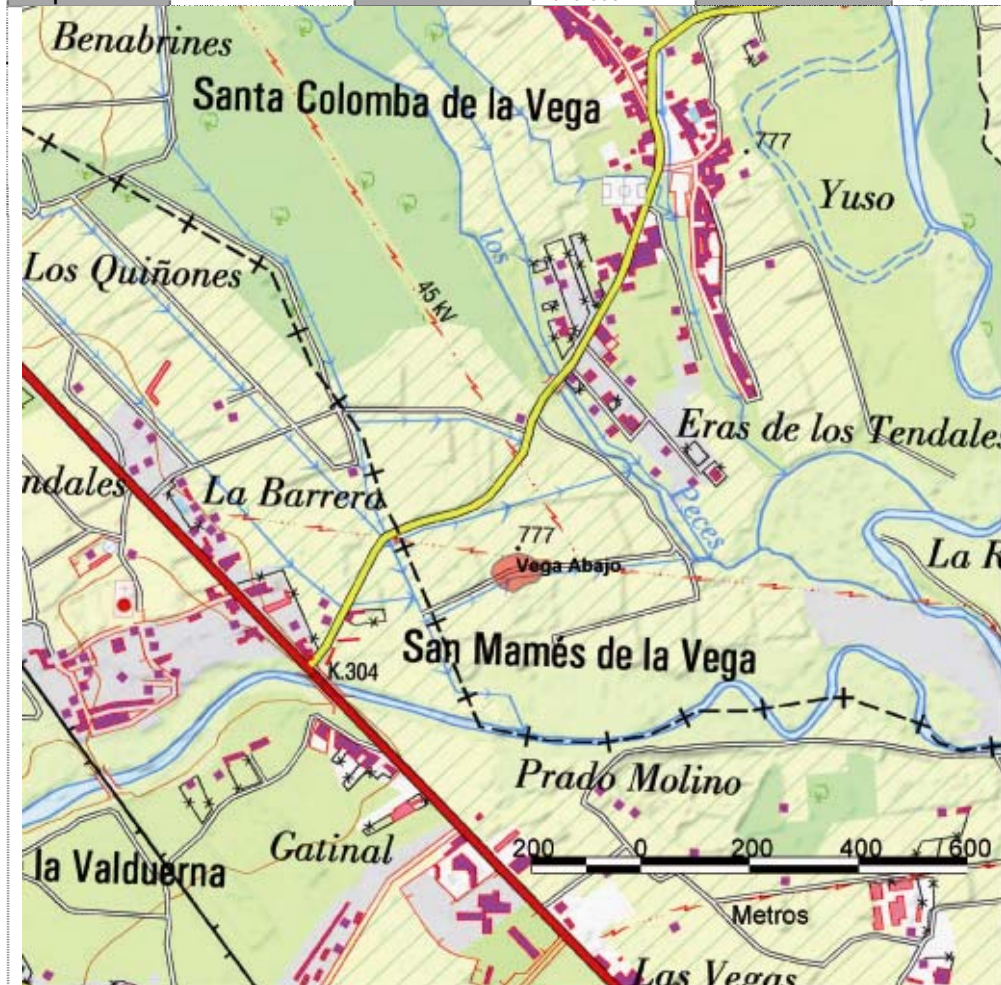 Benabrines
Santa Colomba de la Vega
777
Yuso
los
Los Quiñones
45 kV
Eras de los Tendales
ndales
La Barrera
Peces
777
Vega Abajo
La R
San Mamés de la Vega
K.304
Prado Molino
Gatinal
200 0 200 400 600
la Valduerna
Metros
Las Vegas